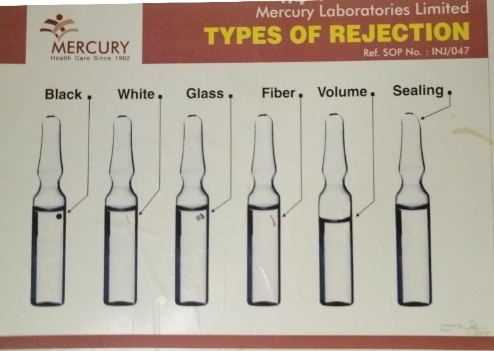 Mercury Laboratories Limited
MERCURY
Health Care Since 1962
TYPES OF REJECTION
Ref. SOP No. : INJ/047
Black
White
Glass
Fiber
Volume
Sealing